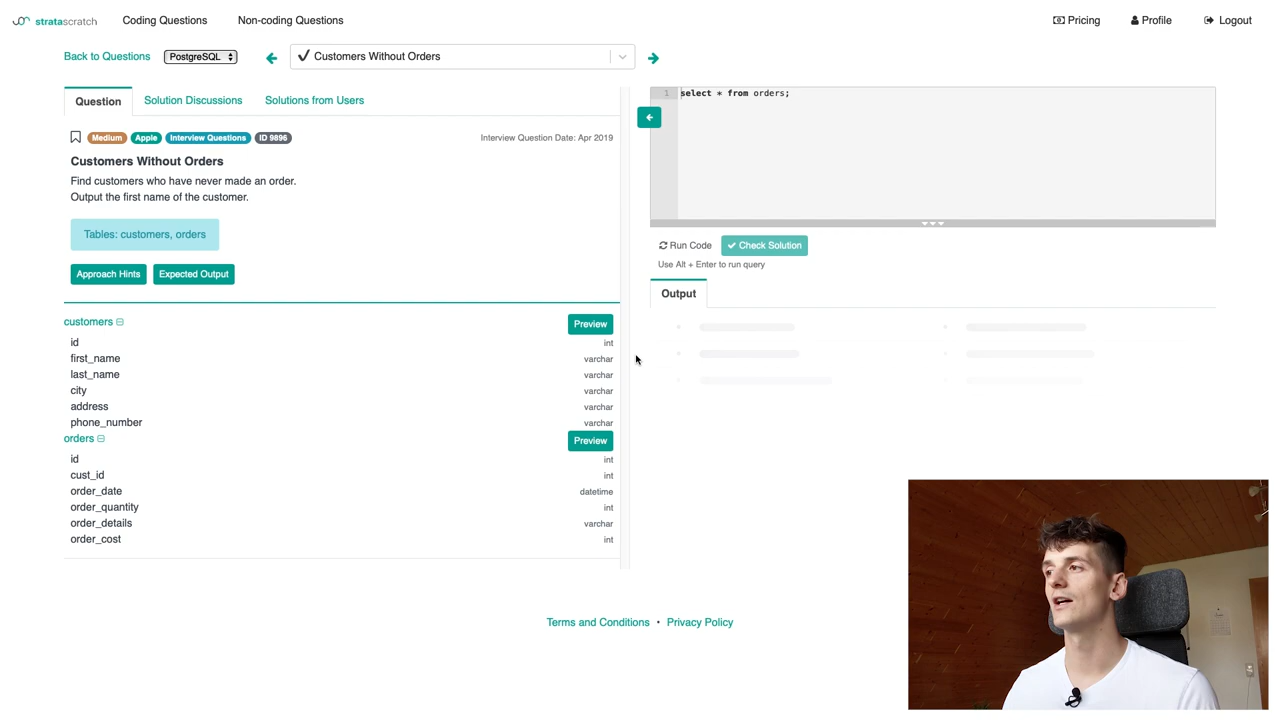 stratascratch Coding Questions Non-coding Questions Pricing Profile Logout
Back to Questions PostgreSQL Customers Without Orders
Question Solution Discussions Solutions from Users
Medium Apple Interview Questions ID 9896 Interview Question Date: Apr 2019
Customers Without Orders
Find customers who have never made an order.
Output the first name of the customer.
Tables: customers, orders
Approach Hints Expected Output
customers Preview
id int
first_name varchar
last_name varchar
city varchar
address varchar
phone_number varchar
orders Preview
id int
cust_id int
order_date datetime
order_quantity int
order_details varchar
order_cost int
1 select * from orders;
Run Code Check Solution
Use Alt + Enter to run query
Output
Terms and Conditions • Privacy Policy